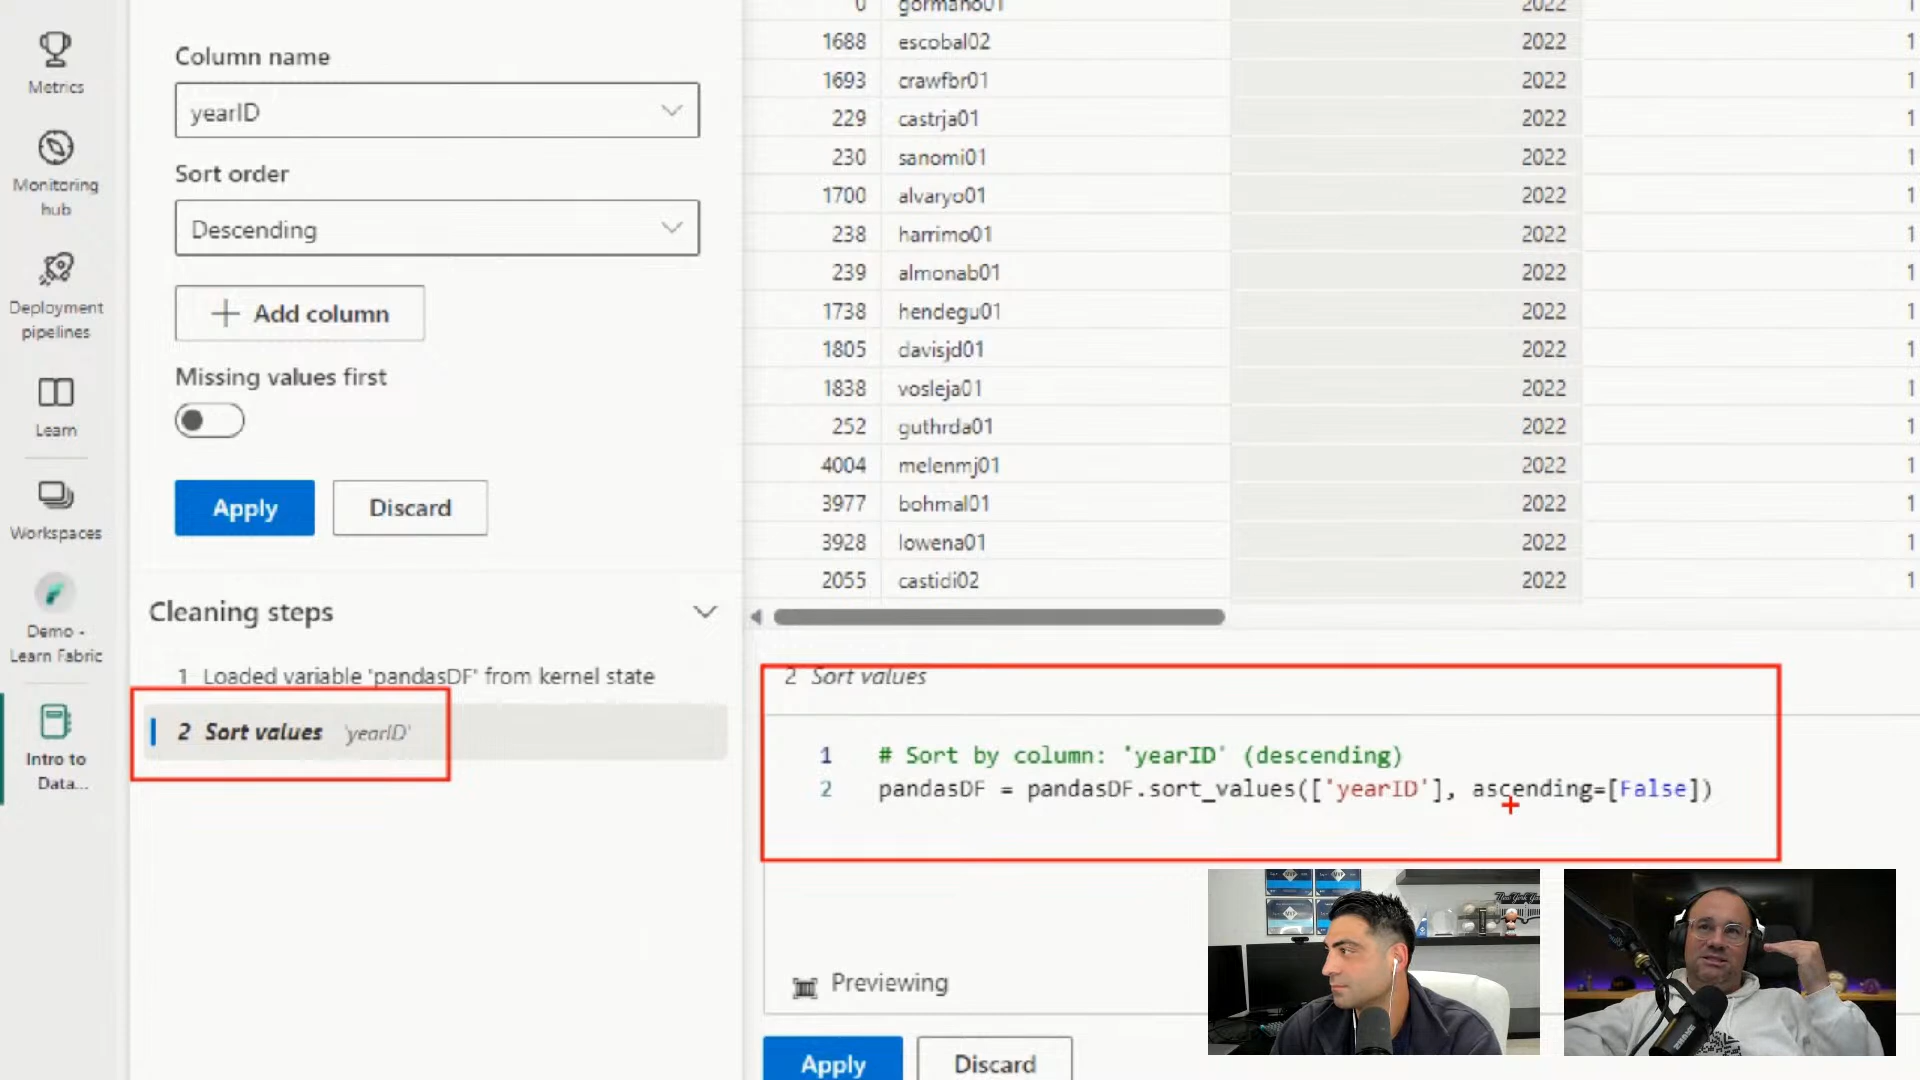 Metrics
Monitoring
hub
Deployment
pipelines
Learn
Workspaces
Demo -
Learn Fabric
Intro to
Data...
Column name
yearID
Sort order
Descending
+ Add column
Missing values first
Apply
Discard
Cleaning steps
1 Loaded variable 'pandasDF' from kernel state
2 Sort values 'yearID'
0 gormano01 2022 1
1688 escobal02 2022 1
1693 crawfbr01 2022 1
229 castrja01 2022 1
230 sanomi01 2022 1
1700 alvaryo01 2022 1
238 harrimo01 2022 1
239 almonab01 2022 1
1738 hendegu01 2022 1
1805 davisjd01 2022 1
1838 vosleja01 2022 1
252 guthrda01 2022 1
4004 melenmj01 2022 1
3977 bohmal01 2022 1
3928 lowena01 2022 1
2055 castidi02 2022 1
2 Sort values
1 # Sort by column: 'yearID' (descending)
2 pandasDF = pandasDF.sort_values(['yearID'], ascending=[False])
Previewing
Apply
Discard